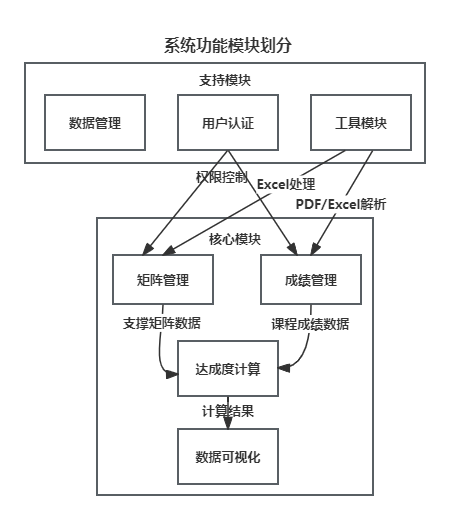 系统功能模块划分
支持模块
数据管理
用户认证
工具模块
权限控制
Excel处理
PDF/Excel解析
核心模块
矩阵管理
成绩管理
支撑矩阵数据
课程成绩数据
达成度计算
计算结果
数据可视化